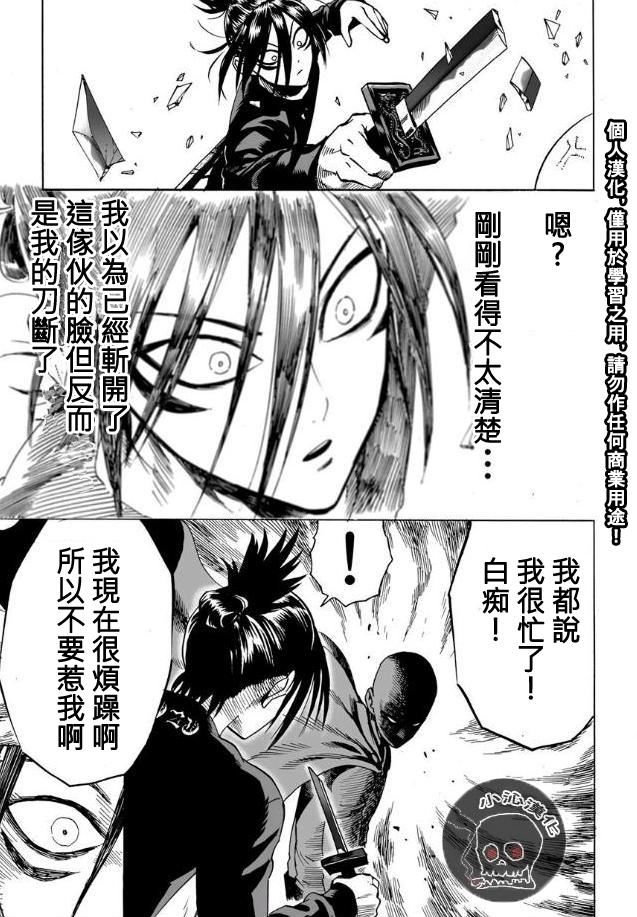 嗯?
剛剛看得不太清楚…
我以為已經斬開了
這傢伙的臉但反而
是我的刀斷了
!
我都說
我很忙了!
白痴!
我現在很煩躁啊
所以不要惹我啊
個人漢化,僅用於學習之用,請勿作任何商業用途!
小沁漢化